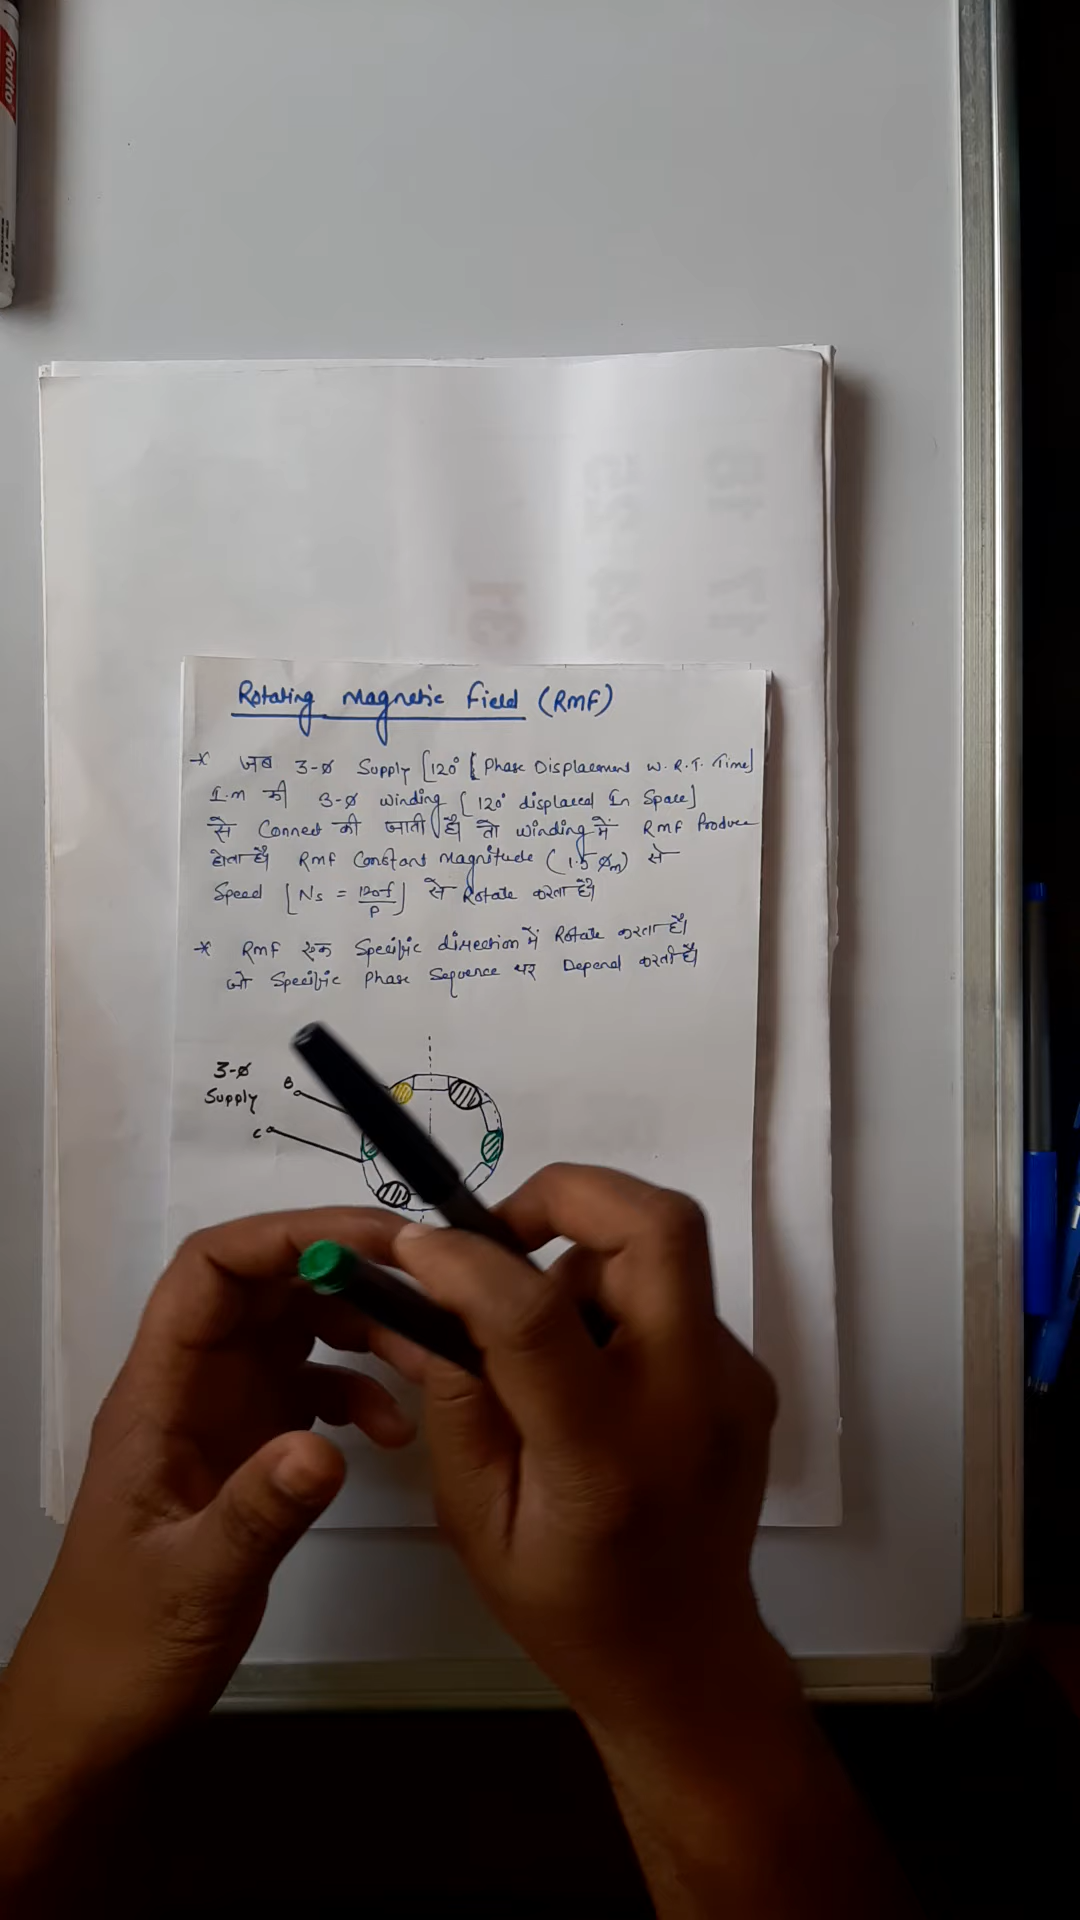 Rorito
Rotating Magnetic Field (RMF)
* जब 3-Ø Supply [120° [Phase Displacement W.R.T. Time]
I.m की 3-Ø Winding [120° displaced In Space]
से Connect की जाती है। तो winding में RMF Produce
होता है। RMF Constant Magnitude (1.5 Øm) से
Speed [Ns = 120f/P] से Rotate करता है।
* RMF एक Specific direction में Rotate करता है।
जो Specific Phase Sequence पर Depend करती है।
3-Ø
Supply
B
C